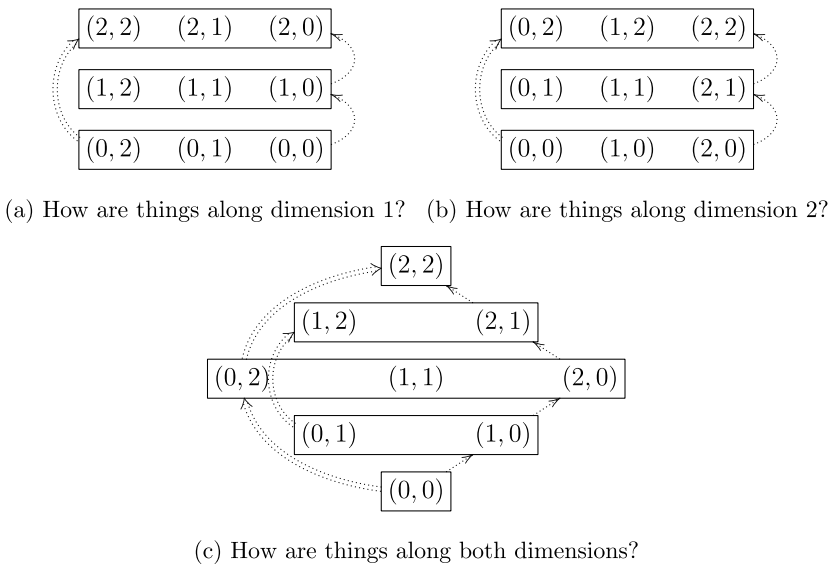 (2, 2) (2, 1) (2, 0)
(1, 2) (1, 1) (1, 0)
(0, 2) (0, 1) (0, 0)
(a) How are things along dimension 1?
(0, 2) (1, 2) (2, 2)
(0, 1) (1, 1) (2, 1)
(0, 0) (1, 0) (2, 0)
(b) How are things along dimension 2?
(2, 2)
(1, 2) (2, 1)
(0, 2) (1, 1) (2, 0)
(0, 1) (1, 0)
(0, 0)
(c) How are things along both dimensions?